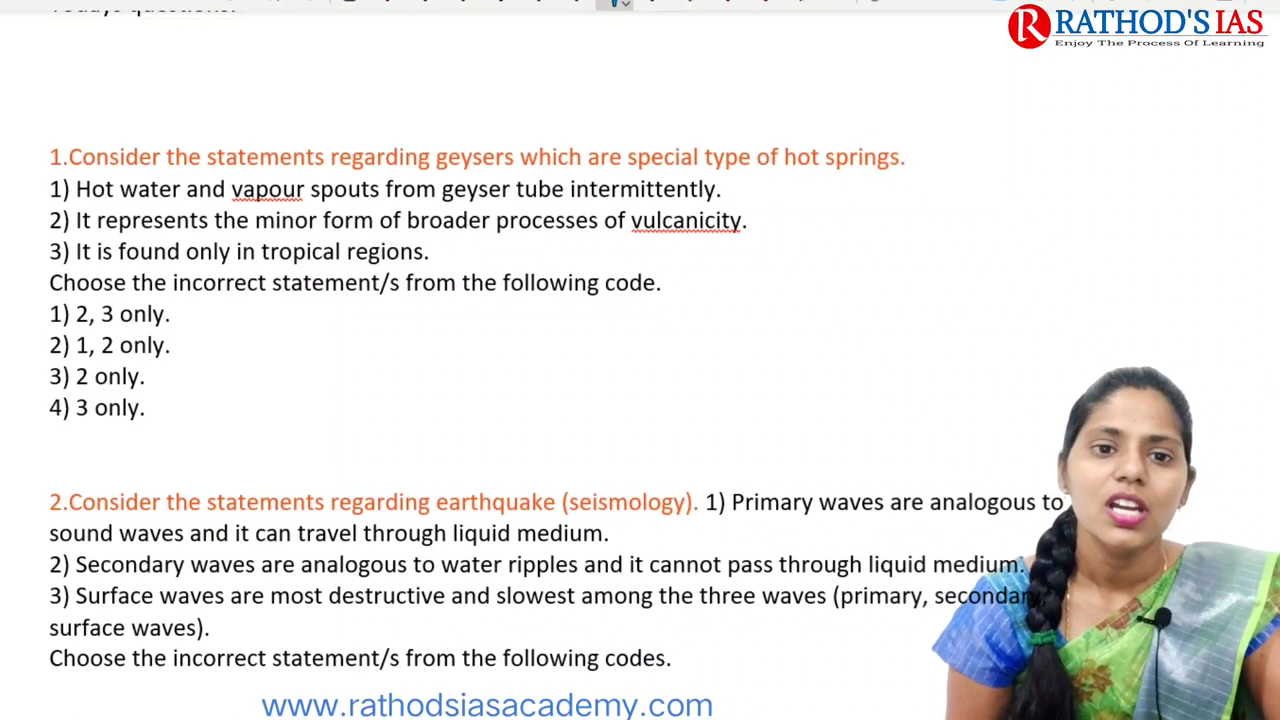 Todays questions:
R RATHOD'S IAS
Enjoy The Process Of Learning
1.Consider the statements regarding geysers which are special type of hot springs.
1) Hot water and vapour spouts from geyser tube intermittently.
2) It represents the minor form of broader processes of vulcanicity.
3) It is found only in tropical regions.
Choose the incorrect statement/s from the following code.
1) 2, 3 only.
2) 1, 2 only.
3) 2 only.
4) 3 only.
2.Consider the statements regarding earthquake (seismology). 1) Primary waves are analogous to
sound waves and it can travel through liquid medium.
2) Secondary waves are analogous to water ripples and it cannot pass through liquid medium.
3) Surface waves are most destructive and slowest among the three waves (primary, secondary,
surface waves).
Choose the incorrect statement/s from the following codes.
www.rathodsiasacademy.com